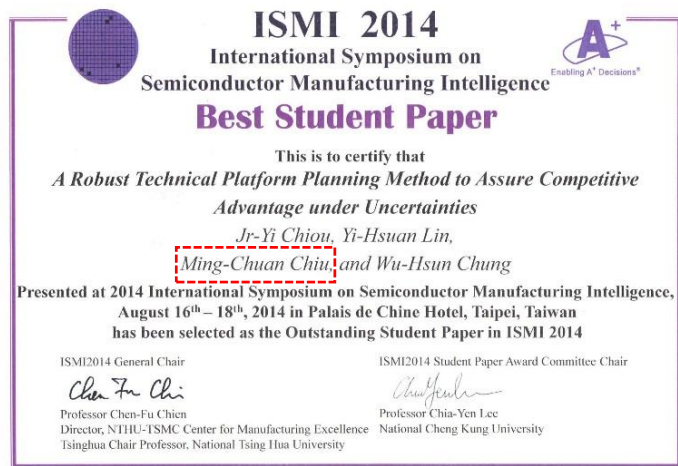 ISMI 2014
International Symposium on
Semiconductor Manufacturing Intelligence
A+
Enabling A+ Decisions®
Best Student Paper
This is to certify that
A Robust Technical Platform Planning Method to Assure Competitive
Advantage under Uncertainties
Jr-Yi Chiou, Yi-Hsuan Lin,
Ming-Chuan Chiu, and Wu-Hsun Chung
Presented at 2014 International Symposium on Semiconductor Manufacturing Intelligence,
August 16th – 18th, 2014 in Palais de Chine Hotel, Taipei, Taiwan
has been selected as the Outstanding Student Paper in ISMI 2014
ISMI2014 General Chair
Chen Fu Chi
Professor Chen-Fu Chien
Director, NTHU-TSMC Center for Manufacturing Excellence
Tsinghua Chair Professor, National Tsing Hua University
ISMI2014 Student Paper Award Committee Chair
Professor Chia-Yen Lee
National Cheng Kung University